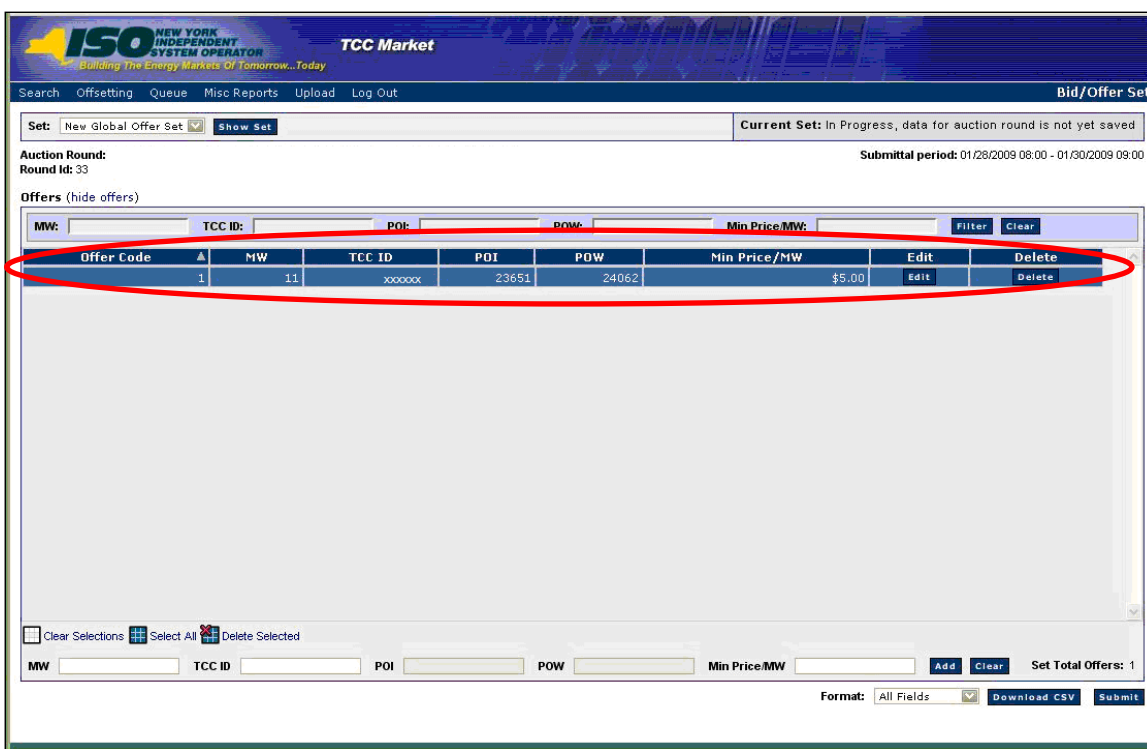 ISO NEW YORK
INDEPENDENT
SYSTEM OPERATOR
Building The Energy Markets Of Tomorrow...Today
TCC Market
Search Offsetting Queue Misc Reports Upload Log Out Bid/Offer Set
Set: New Global Offer Set Show Set Current Set: In Progress, data for auction round is not yet saved
Auction Round: Submittal period: 01/28/2009 08:00 - 01/30/2009 09:00
Round Id: 33
Offers (hide offers)
MW: TCC ID: POI: POW: Min Price/MW: Filter Clear
Offer Code MW TCC ID POI POW Min Price/MW Edit Delete
1 11 xxxxxx 23651 24062 $5.00 Edit Delete
Clear Selections Select All Delete Selected
MW TCC ID POI POW Min Price/MW Add Clear Set Total Offers: 1
Format: All Fields Download CSV Submit